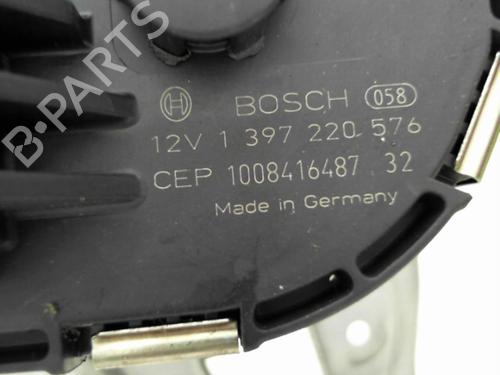 BOSCH 058
12V 1 397 220 576
CEP 1008416487 32
Made in Germany
B-PARTS